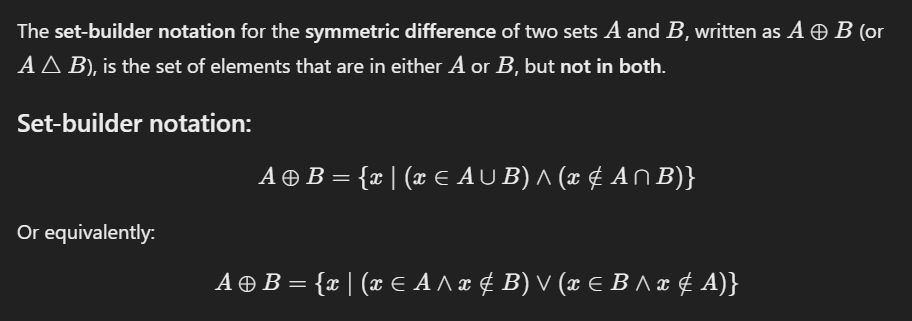 The set-builder notation for the symmetric difference of two sets A and B, written as A ⊕ B (or
A △ B), is the set of elements that are in either A or B, but not in both.
Set-builder notation:
A ⊕ B = {x | (x ∈ A ∪ B) ∧ (x ∉ A ∩ B)}
Or equivalently:
A ⊕ B = {x | (x ∈ A ∧ x ∉ B) ∨ (x ∈ B ∧ x ∉ A)}